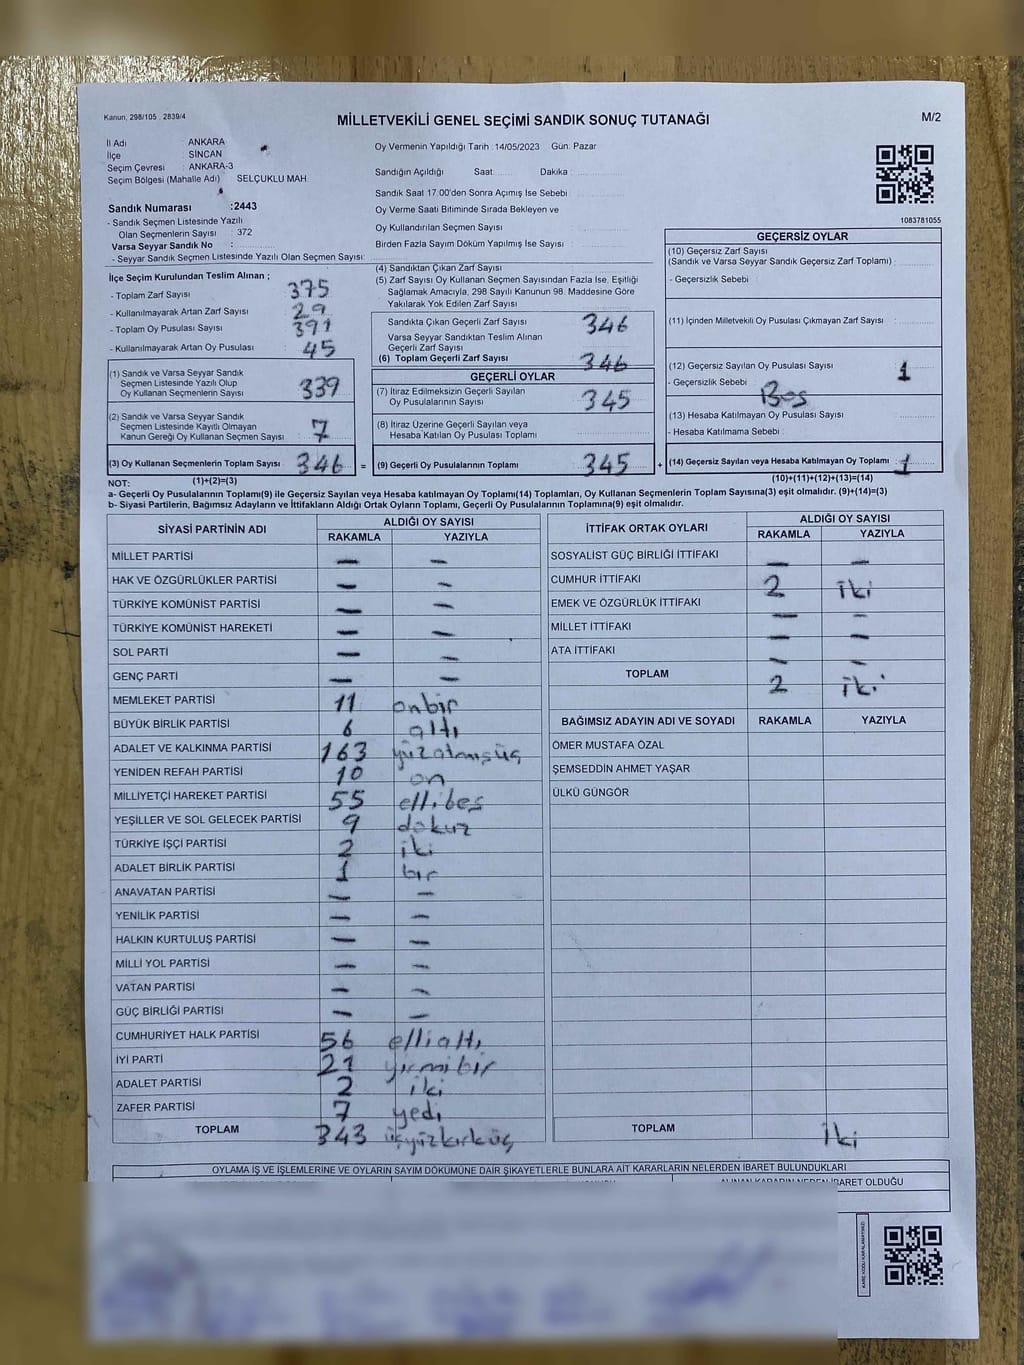 Kanun; 298/105 . 2839/4
MİLLETVEKİLİ GENEL SEÇİMİ SANDIK SONUÇ TUTANAĞI
M/2
İl Adı ANKARA
İlçe SİNCAN
Seçim Çevresi : ANKARA-3
Seçim Bölgesi (Mahalle Adı) SELÇUKLU MAH.
Oy Vermenin Yapıldığı Tarih : 14/05/2023 Gün: Pazar
Sandığın Açıldığı Saat Dakika
Sandık Saat 17.00'den Sonra Açımış İse Sebebi
Oy Verme Saati Bitiminde Sırada Bekleyen ve
Oy Kullandırılan Seçmen Sayısı
Birden Fazla Sayım Dökümü Yapılmış İse Sayısı
1083781055
Sandık Numarası :2443
- Sandık Seçmen Listesinde Yazılı
Olan Seçmenlerin Sayısı : 372
Varsa Seyyar Sandık No :
- Seyyar Sandık Seçmen Listesinde Yazılı Olan Seçmen Sayısı:
İlçe Seçim Kurulundan Teslim Alınan ;
- Toplam Zarf Sayısı 375
- Kullanılmayarak Artan Zarf Sayısı 29
- Toplam Oy Pusulası Sayısı 391
- Kullanılmayarak Artan Oy Pusulası 45
(1) Sandık ve Varsa Seyyar Sandık
Seçmen Listesinde Yazılı Olup
Oy Kullanan Seçmenlerin Sayısı 339
(2) Sandık ve Varsa Seyyar Sandık
Seçmen Listesinde Kayıtlı Olmayan
Kanun Gereği Oy Kullanan Seçmen Sayısı 7
(3) Oy Kullanan Seçmenlerin Toplam Sayısı 346 =
(1)+(2)=(3)
(4) Sandıktan Çıkan Zarf Sayısı
(5) Zarf Sayısı Oy Kullanan Seçmen Sayısından Fazla İse, Eşitliği
Sağlamak Amacıyla, 298 Sayılı Kanunun 98. Maddesine Göre
Yakılarak Yok Edilen Zarf Sayısı
Sandıkta Çıkan Geçerli Zarf Sayısı 346
Varsa Seyyar Sandıktan Teslim Alınan
Geçerli Zarf Sayısı
(6) Toplam Geçerli Zarf Sayısı 346
GEÇERLİ OYLAR
(7) İtiraz Edilmeksizin Geçerli Sayılan
Oy Pusulalarının Sayısı 345
(8) İtiraz Üzerine Geçerli Sayılan veya
Hesaba Katılan Oy Pusulası Toplamı
(9) Geçerli Oy Pusulalarının Toplamı 345 +
GEÇERSİZ OYLAR
(10) Geçersiz Zarf Sayısı
(Sandık ve Varsa Seyyar Sandık Geçersiz Zarf Toplamı) :
- Geçersizlik Sebebi :
(11) İçinden Milletvekili Oy Pusulası Çıkmayan Zarf Sayısı :
(12) Geçersiz Sayılan Oy Pusulası Sayısı 1
- Geçersizlik Sebebi Boş
(13) Hesaba Katılmayan Oy Pusulası Sayısı
- Hesaba Katılmama Sebebi :
(14) Geçersiz Sayılan veya Hesaba Katılmayan Oy Toplamı 1
(10)+(11)+(12)+(13)=(14)
NOT:
a- Geçerli Oy Pusulalarının Toplamı(9) ile Geçersiz Sayılan veya Hesaba katılmayan Oy Toplamı(14) Toplamları, Oy Kullanan Seçmenlerin Toplam Sayısına(3) eşit olmalıdır. (9)+(14)=(3)
b- Siyasi Partilerin, Bağımsız Adayların ve İttifakların Aldığı Ortak Oyların Toplamı, Geçerli Oy Pusulalarının Toplamına(9) eşit olmalıdır.
SİYASİ PARTİNİN ADI ALDIĞI OY SAYISI
RAKAMLA YAZIYLA
MİLLET PARTİSİ — —
HAK VE ÖZGÜRLÜKLER PARTİSİ — —
TÜRKİYE KOMÜNİST PARTİSİ — —
TÜRKİYE KOMÜNİST HAREKETİ — —
SOL PARTİ — —
GENÇ PARTİ — —
MEMLEKET PARTİSİ 11 onbir
BÜYÜK BİRLİK PARTİSİ 6 altı
ADALET VE KALKINMA PARTİSİ 163 yüzatmışüç
YENİDEN REFAH PARTİSİ 10 on
MİLLİYETÇİ HAREKET PARTİSİ 55 ellibeş
YEŞİLLER VE SOL GELECEK PARTİSİ 9 dokuz
TÜRKİYE İŞÇİ PARTİSİ 2 iki
ADALET BİRLİK PARTİSİ 1 bir
ANAVATAN PARTİSİ — —
YENİLİK PARTİSİ — —
HALKIN KURTULUŞ PARTİSİ — —
MİLLİ YOL PARTİSİ — —
VATAN PARTİSİ — —
GÜÇ BİRLİĞİ PARTİSİ — —
CUMHURİYET HALK PARTİSİ 56 ellialtı
İYİ PARTİ 21 yirmibir
ADALET PARTİSİ 2 iki
ZAFER PARTİSİ 7 yedi
TOPLAM 343 üçyüzkırküç
İTTİFAK ORTAK OYLARI ALDIĞI OY SAYISI
RAKAMLA YAZIYLA
SOSYALİST GÜÇ BİRLİĞİ İTTİFAKI — —
CUMHUR İTTİFAKI 2 iki
EMEK VE ÖZGÜRLÜK İTTİFAKI — —
MİLLET İTTİFAKI — —
ATA İTTİFAKI — —
TOPLAM 2 iki
BAĞIMSIZ ADAYIN ADI VE SOYADI RAKAMLA YAZIYLA
ÖMER MUSTAFA ÖZAL
ŞEMSEDDİN AHMET YAŞAR
ÜLKÜ GÜNGÖR
TOPLAM iki
OYLAMA İŞ VE İŞLEMLERİNE VE OYLARIN SAYIM DÖKÜMÜNE DAİR ŞİKAYETLERLE BUNLARA AİT KARARLARIN NELERDEN İBARET BULUNDUKLARI
ALINAN KARARIN NEDEN İBARET OLDUĞU
KARE KODU KARALAMAYINIZ!